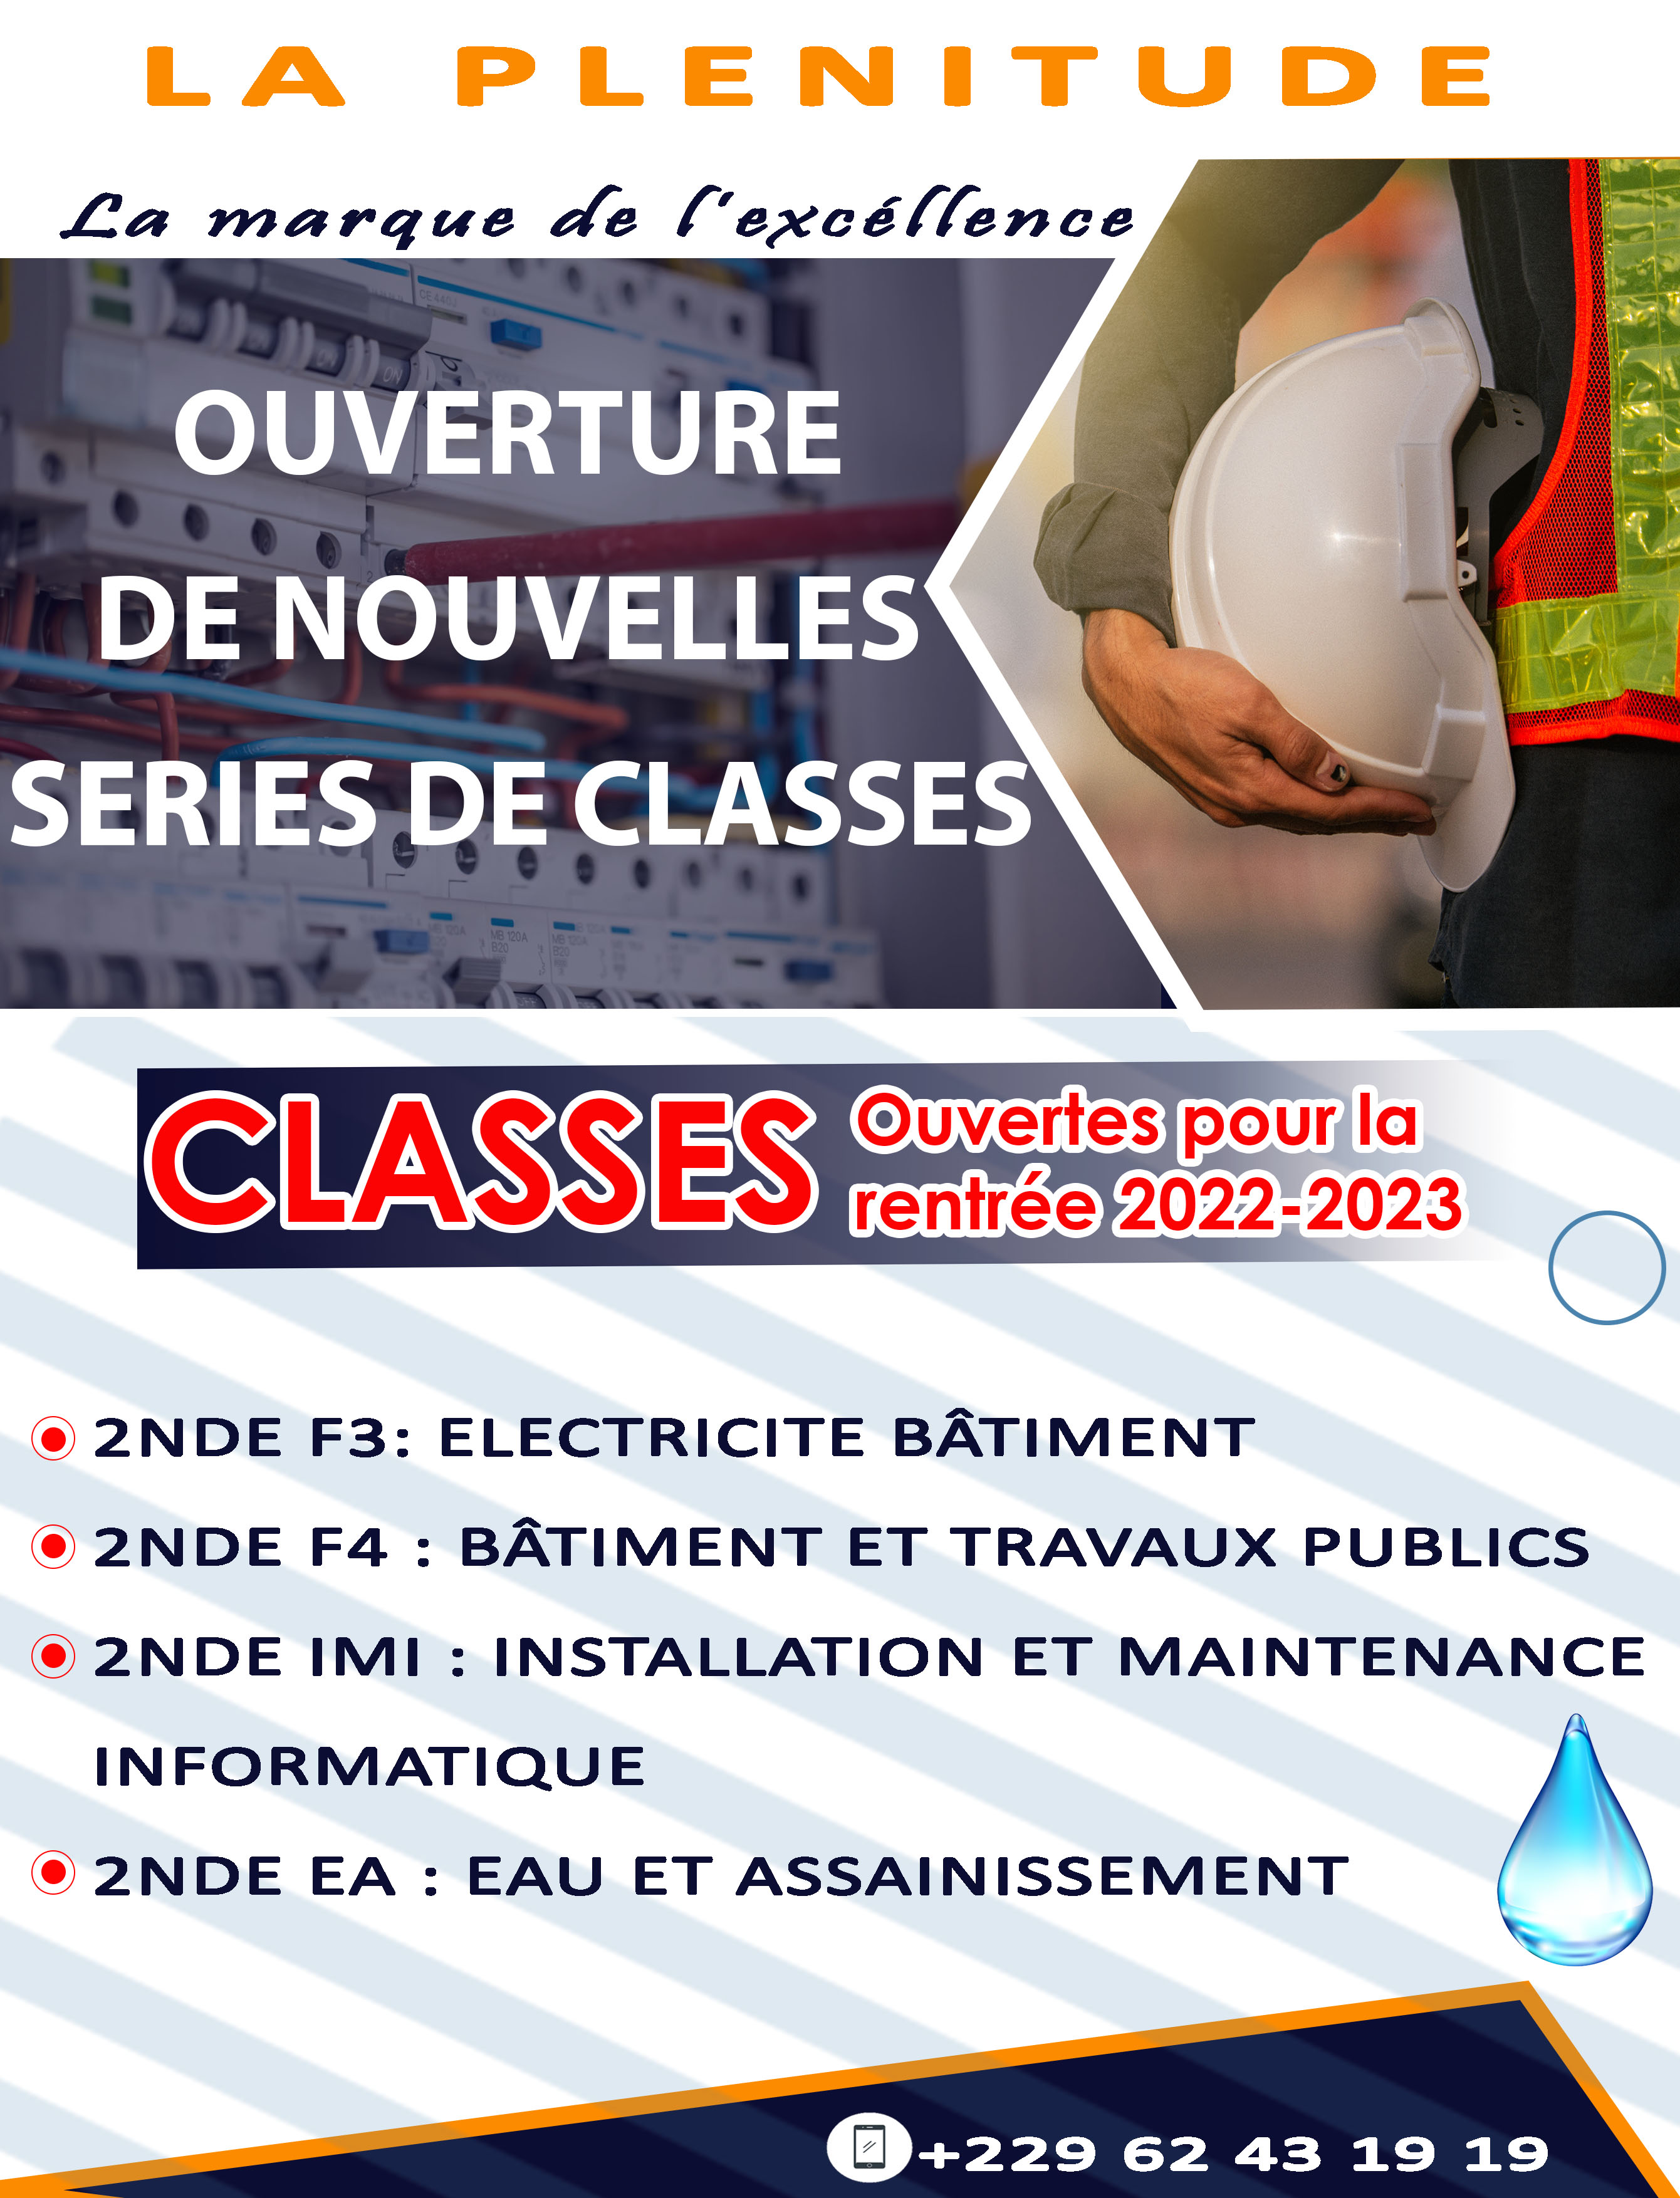 LA PLENITUDE
La marque de l'excéllence
OUVERTURE
DE NOUVELLES
SERIES DE CLASSES
CLASSES
Ouvertes pour la
rentrée 2022-2023
2NDE F3: ELECTRICITE BÂTIMENT
2NDE F4 : BÂTIMENT ET TRAVAUX PUBLICS
2NDE IMI : INSTALLATION ET MAINTENANCE
INFORMATIQUE
2NDE EA : EAU ET ASSAINISSEMENT
+229 62 43 19 19